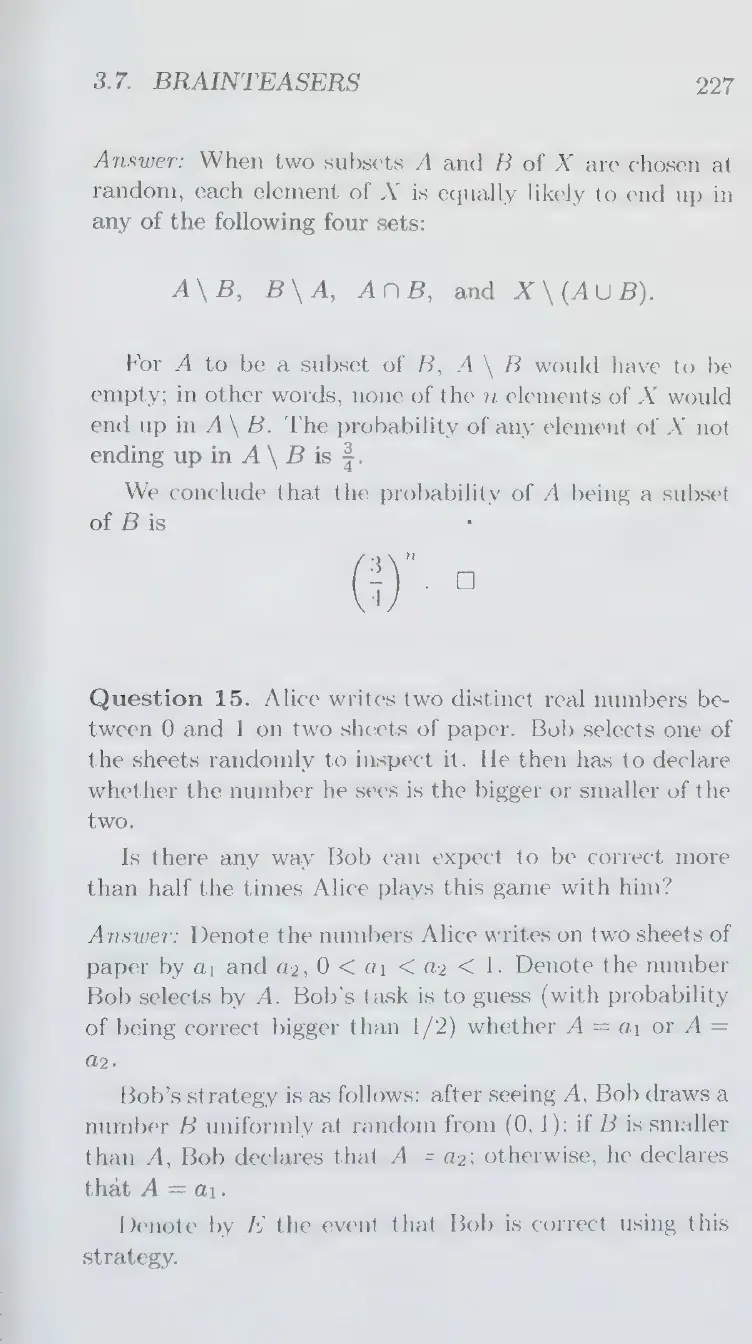 3.7. BRAINTEASERS 227
Answer: When two subsets A and B of X are chosen at
random, each element of X is equally likely to end up in
any of the following four sets:
A \ B, B \ A, A ∩ B, and X \ (A ∪ B).
For A to be a subset of B, A \ B would have to be
empty; in other words, none of the n elements of X would
end up in A \ B. The probability of any element of X not
ending up in A \ B is 3/4.
We conclude that the probability of A being a subset
of B is
(3/4)^n. □
Question 15. Alice writes two distinct real numbers be-
tween 0 and 1 on two sheets of paper. Bob selects one of
the sheets randomly to inspect it. He then has to declare
whether the number he sees is the bigger or smaller of the
two.
Is there any way Bob can expect to be correct more
than half the times Alice plays this game with him?
Answer: Denote the numbers Alice writes on two sheets of
paper by a₁ and a₂, 0 < a₁ < a₂ < 1. Denote the number
Bob selects by A. Bob's task is to guess (with probability
of being correct bigger than 1/2) whether A = a₁ or A =
a₂.
Bob's strategy is as follows: after seeing A, Bob draws a
number B uniformly at random from (0, 1): if B is smaller
than A, Bob declares that A = a₂; otherwise, he declares
that A = a₁.
Denote by E the event that Bob is correct using this
strategy.